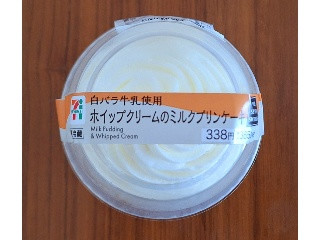 白バラ牛乳使用
ホイップクリームのミルクプリンケーキ
Milk Pudding
& Whipped Cream
338円